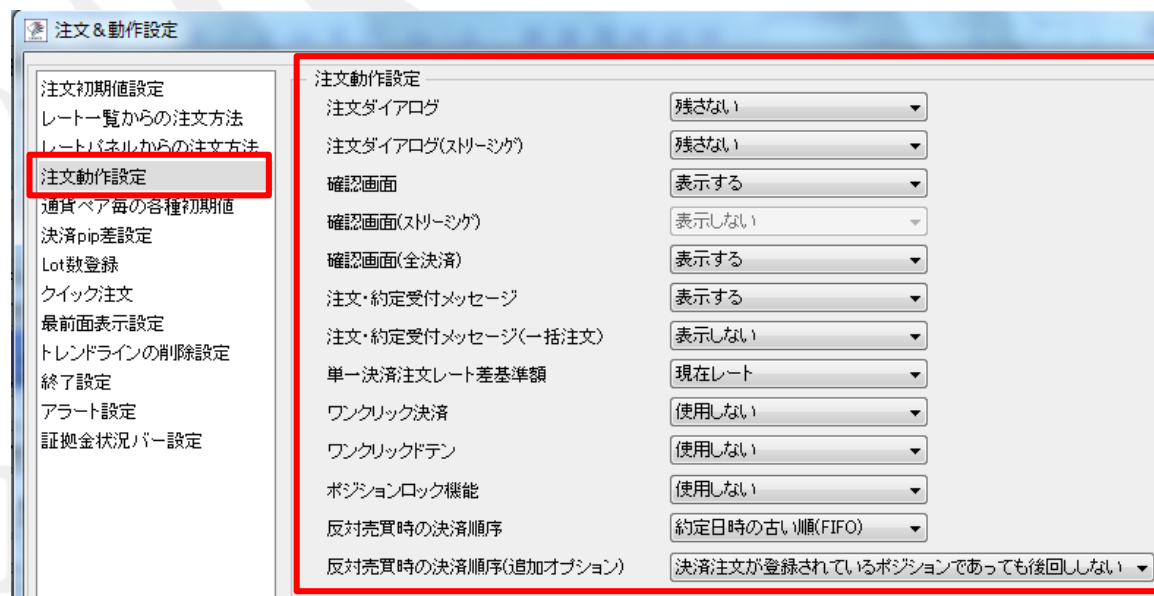 注文&動作設定
注文初期値設定
レート一覧からの注文方法
レートパネルからの注文方法
注文動作設定
通貨ペア毎の各種初期値
決済pip差設定
Lot数登録
クイック注文
最前面表示設定
トレンドラインの削除設定
終了設定
アラート設定
証拠金状況バー設定
注文動作設定
注文ダイアログ 残さない
注文ダイアログ(ストリーミング) 残さない
確認画面 表示する
確認画面(ストリーミング) 表示しない
確認画面(全決済) 表示する
注文・約定受付メッセージ 表示する
注文・約定受付メッセージ(一括注文) 表示しない
単一決済注文レート差基準額 現在レート
ワンクリック決済 使用しない
ワンクリックドテン 使用しない
ポジションロック機能 使用しない
反対売買時の決済順序 約定日時の古い順(FIFO)
反対売買時の決済順序(追加オプション) 決済注文が登録されているポジションであっても後回ししない